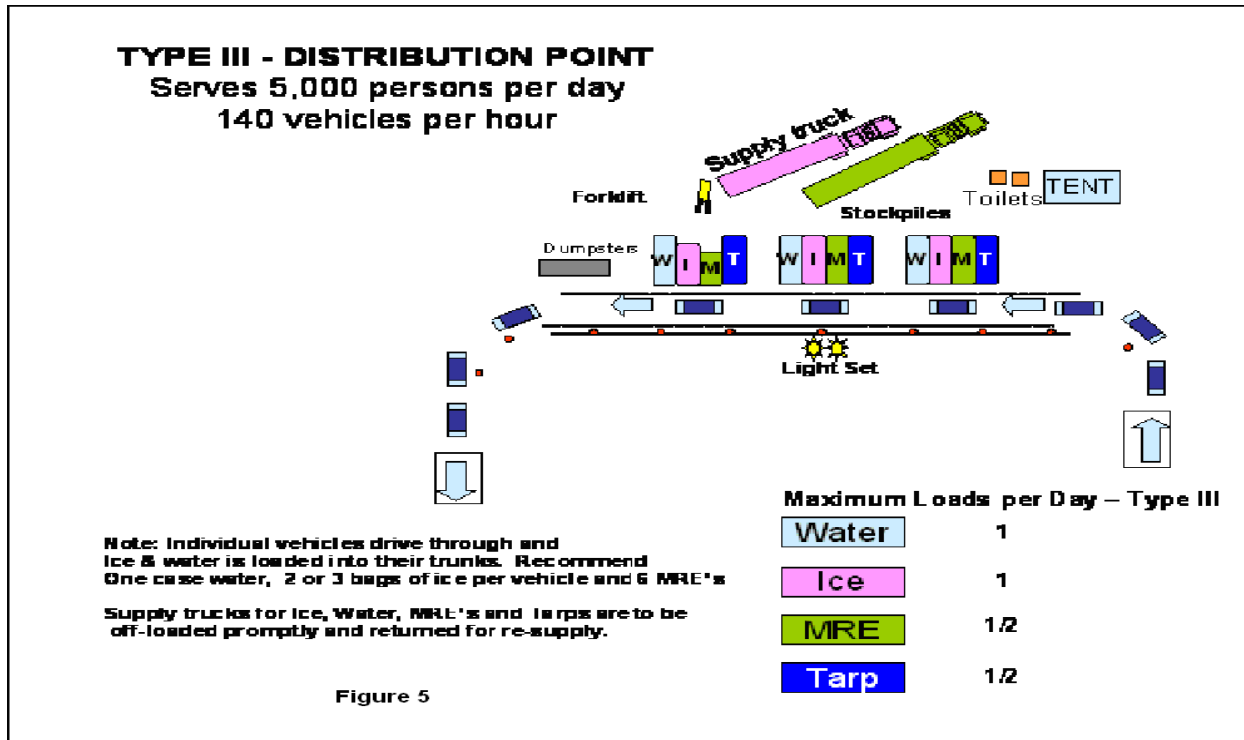 TYPE III - DISTRIBUTION POINT
Serves 5,000 persons per day
140 vehicles per hour
Supply truck
Forklift
Stockpiles
Toilets
TENT
Dumpsters
W I M T
W I M T
W I M T
Light Set
Maximum Loads per Day – Type III
Water 1
Ice 1
MRE 1/2
Tarp 1/2
Note: Individual vehicles drive through and
Ice & water is loaded into their trunks. Recommend
One case water, 2 or 3 bags of ice per vehicle and 6 MRE's
Supply trucks for Ice, Water, MRE's and Tarps are to be
off-loaded promptly and returned for re-supply.
Figure 5